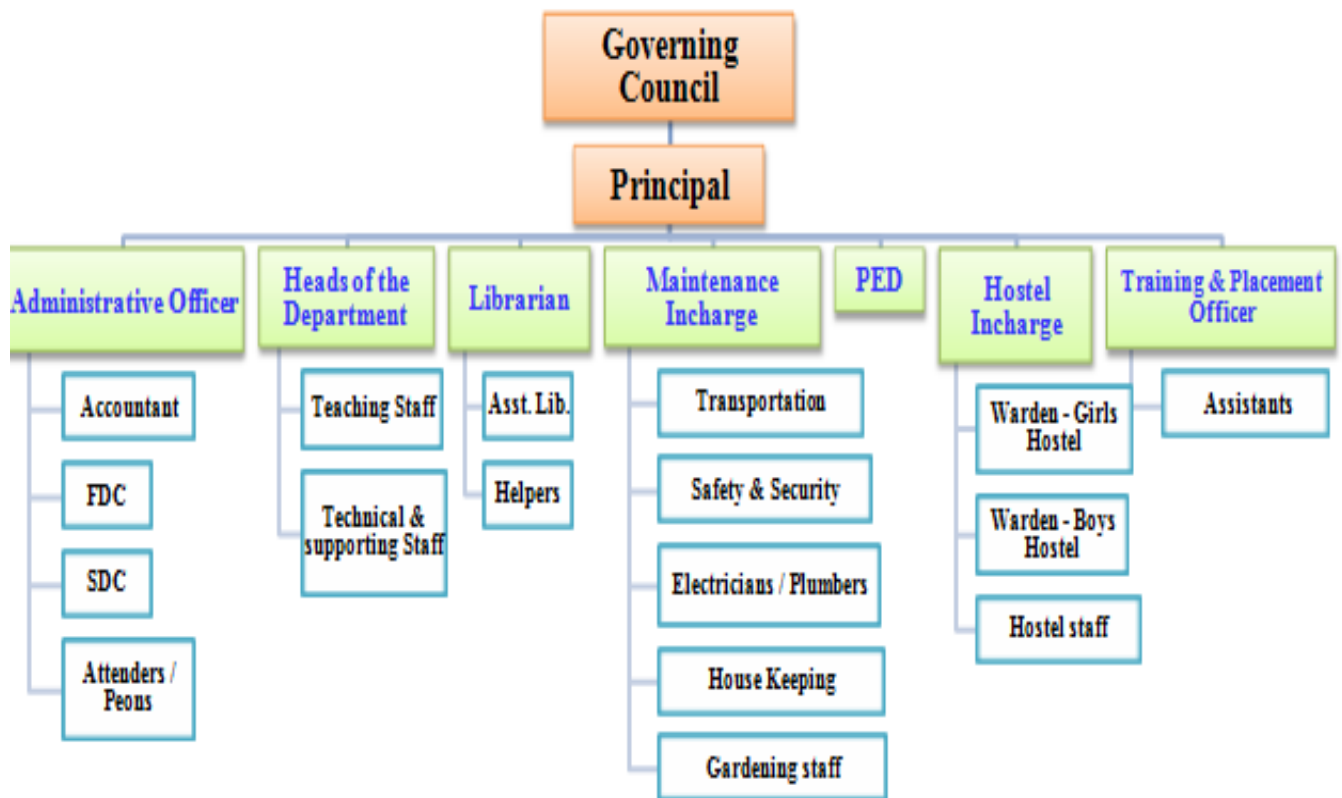 Governing
Council
Principal
Administrative Officer
Heads of the
Department
Librarian
Maintenance
Incharge
PED
Hostel
Incharge
Training & Placement
Officer
Accountant
FDC
SDC
Attenders /
Peons
Teaching Staff
Technical &
supporting Staff
Asst. Lib.
Helpers
Transportation
Safety & Security
Electricians / Plumbers
House Keeping
Gardening staff
Warden - Girls
Hostel
Warden - Boys
Hostel
Hostel staff
Assistants